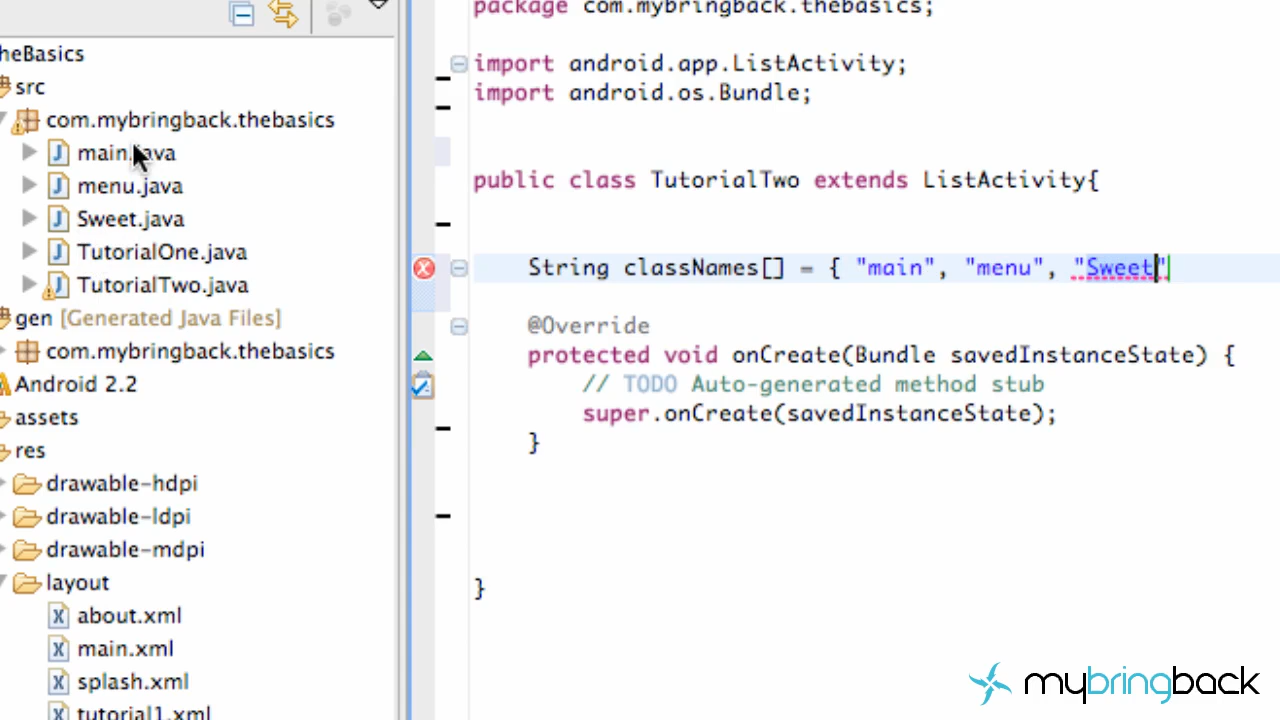 theBasics
src
com.mybringback.thebasics
main.java
menu.java
Sweet.java
TutorialOne.java
TutorialTwo.java
gen [Generated Java Files]
com.mybringback.thebasics
Android 2.2
assets
res
drawable-hdpi
drawable-ldpi
drawable-mdpi
layout
about.xml
main.xml
splash.xml
tutorial1.xml
package com.mybringback.thebasics;
import android.app.ListActivity;
import android.os.Bundle;
public class TutorialTwo extends ListActivity{
String classNames[] = { "main", "menu", "Sweet"
@Override
protected void onCreate(Bundle savedInstanceState) {
// TODO Auto-generated method stub
super.onCreate(savedInstanceState);
}
}
mybringback